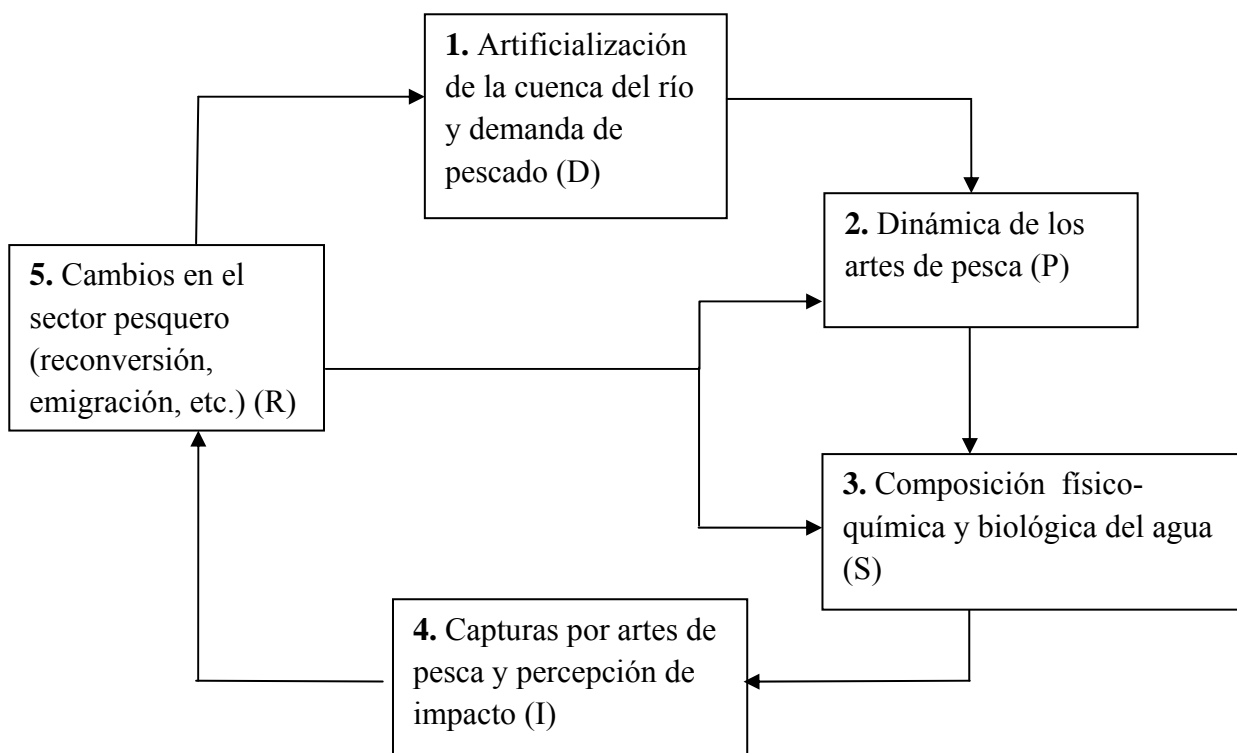 1. Artificialización
de la cuenca del río
y demanda de
pescado (D)
2. Dinámica de los
artes de pesca (P)
3. Composición físico-
química y biológica del agua
(S)
4. Capturas por artes de
pesca y percepción de
impacto (I)
5. Cambios en el
sector pesquero
(reconversión,
emigración, etc.) (R)